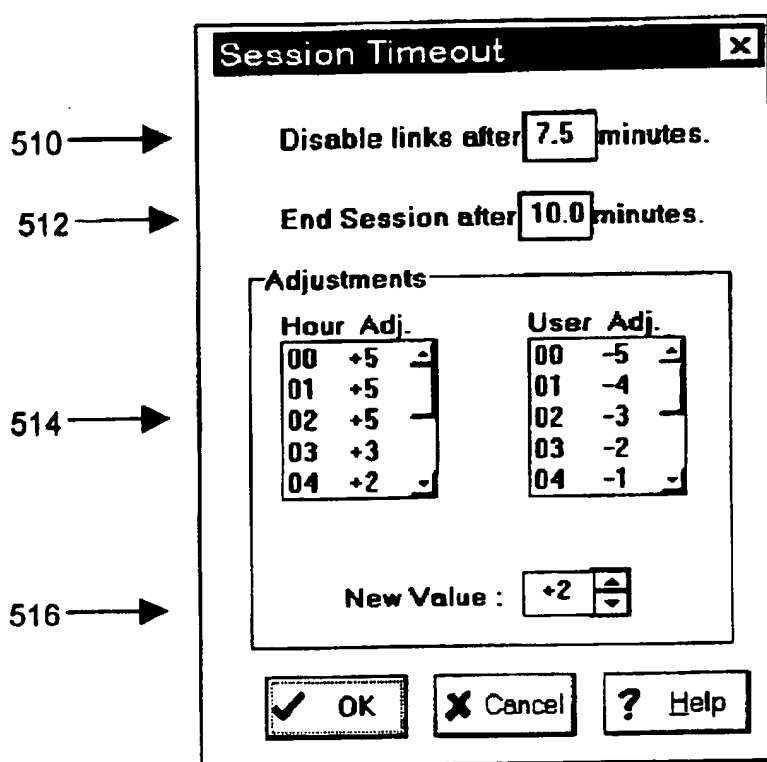 Session Timeout
510 Disable links after 7.5 minutes.
512 End Session after 10.0 minutes.
Adjustments
Hour Adj. User Adj.
00 +5 00 -5
01 +5 01 -4
514 02 +5 02 -3
03 +3 03 -2
04 +2 04 -1
516 New Value : +2
OK Cancel ? Help